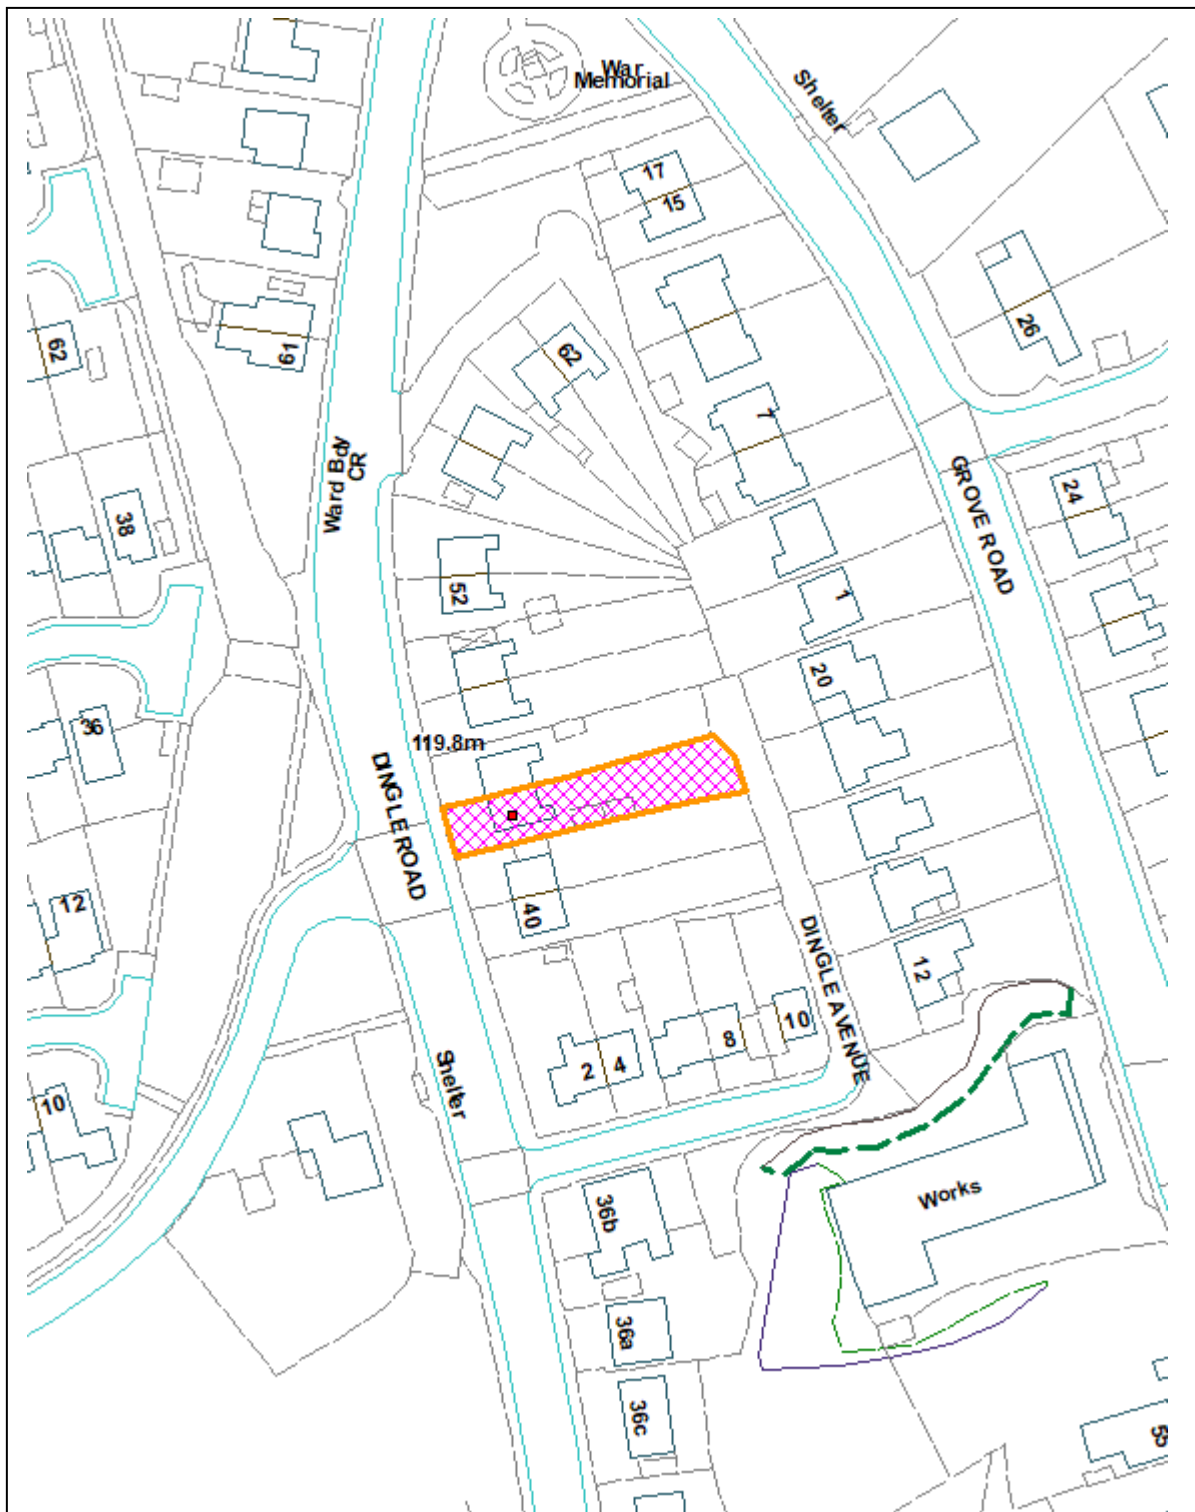 War
Memorial
Shelter
17
15
62
61
62
26
7
Ward Bdy
CR
GROVE ROAD
24
38
52
1
20
36
119.8m
DINGLE ROAD
12
40
DINGLE AVENUE
12
10
8
2
4
Shelter
10
Works
36b
36a
36c
55